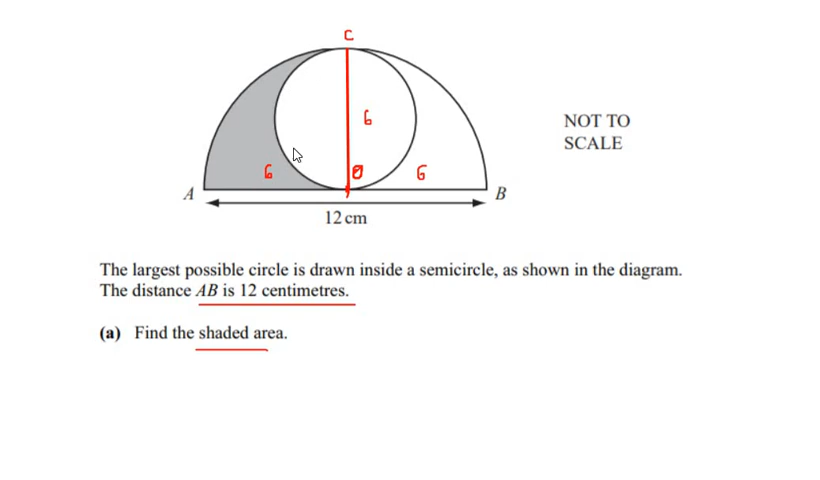 C
NOT TO
SCALE
6
6
0
6
A
B
12 cm
The largest possible circle is drawn inside a semicircle, as shown in the diagram.
The distance AB is 12 centimetres.
(a) Find the shaded area.